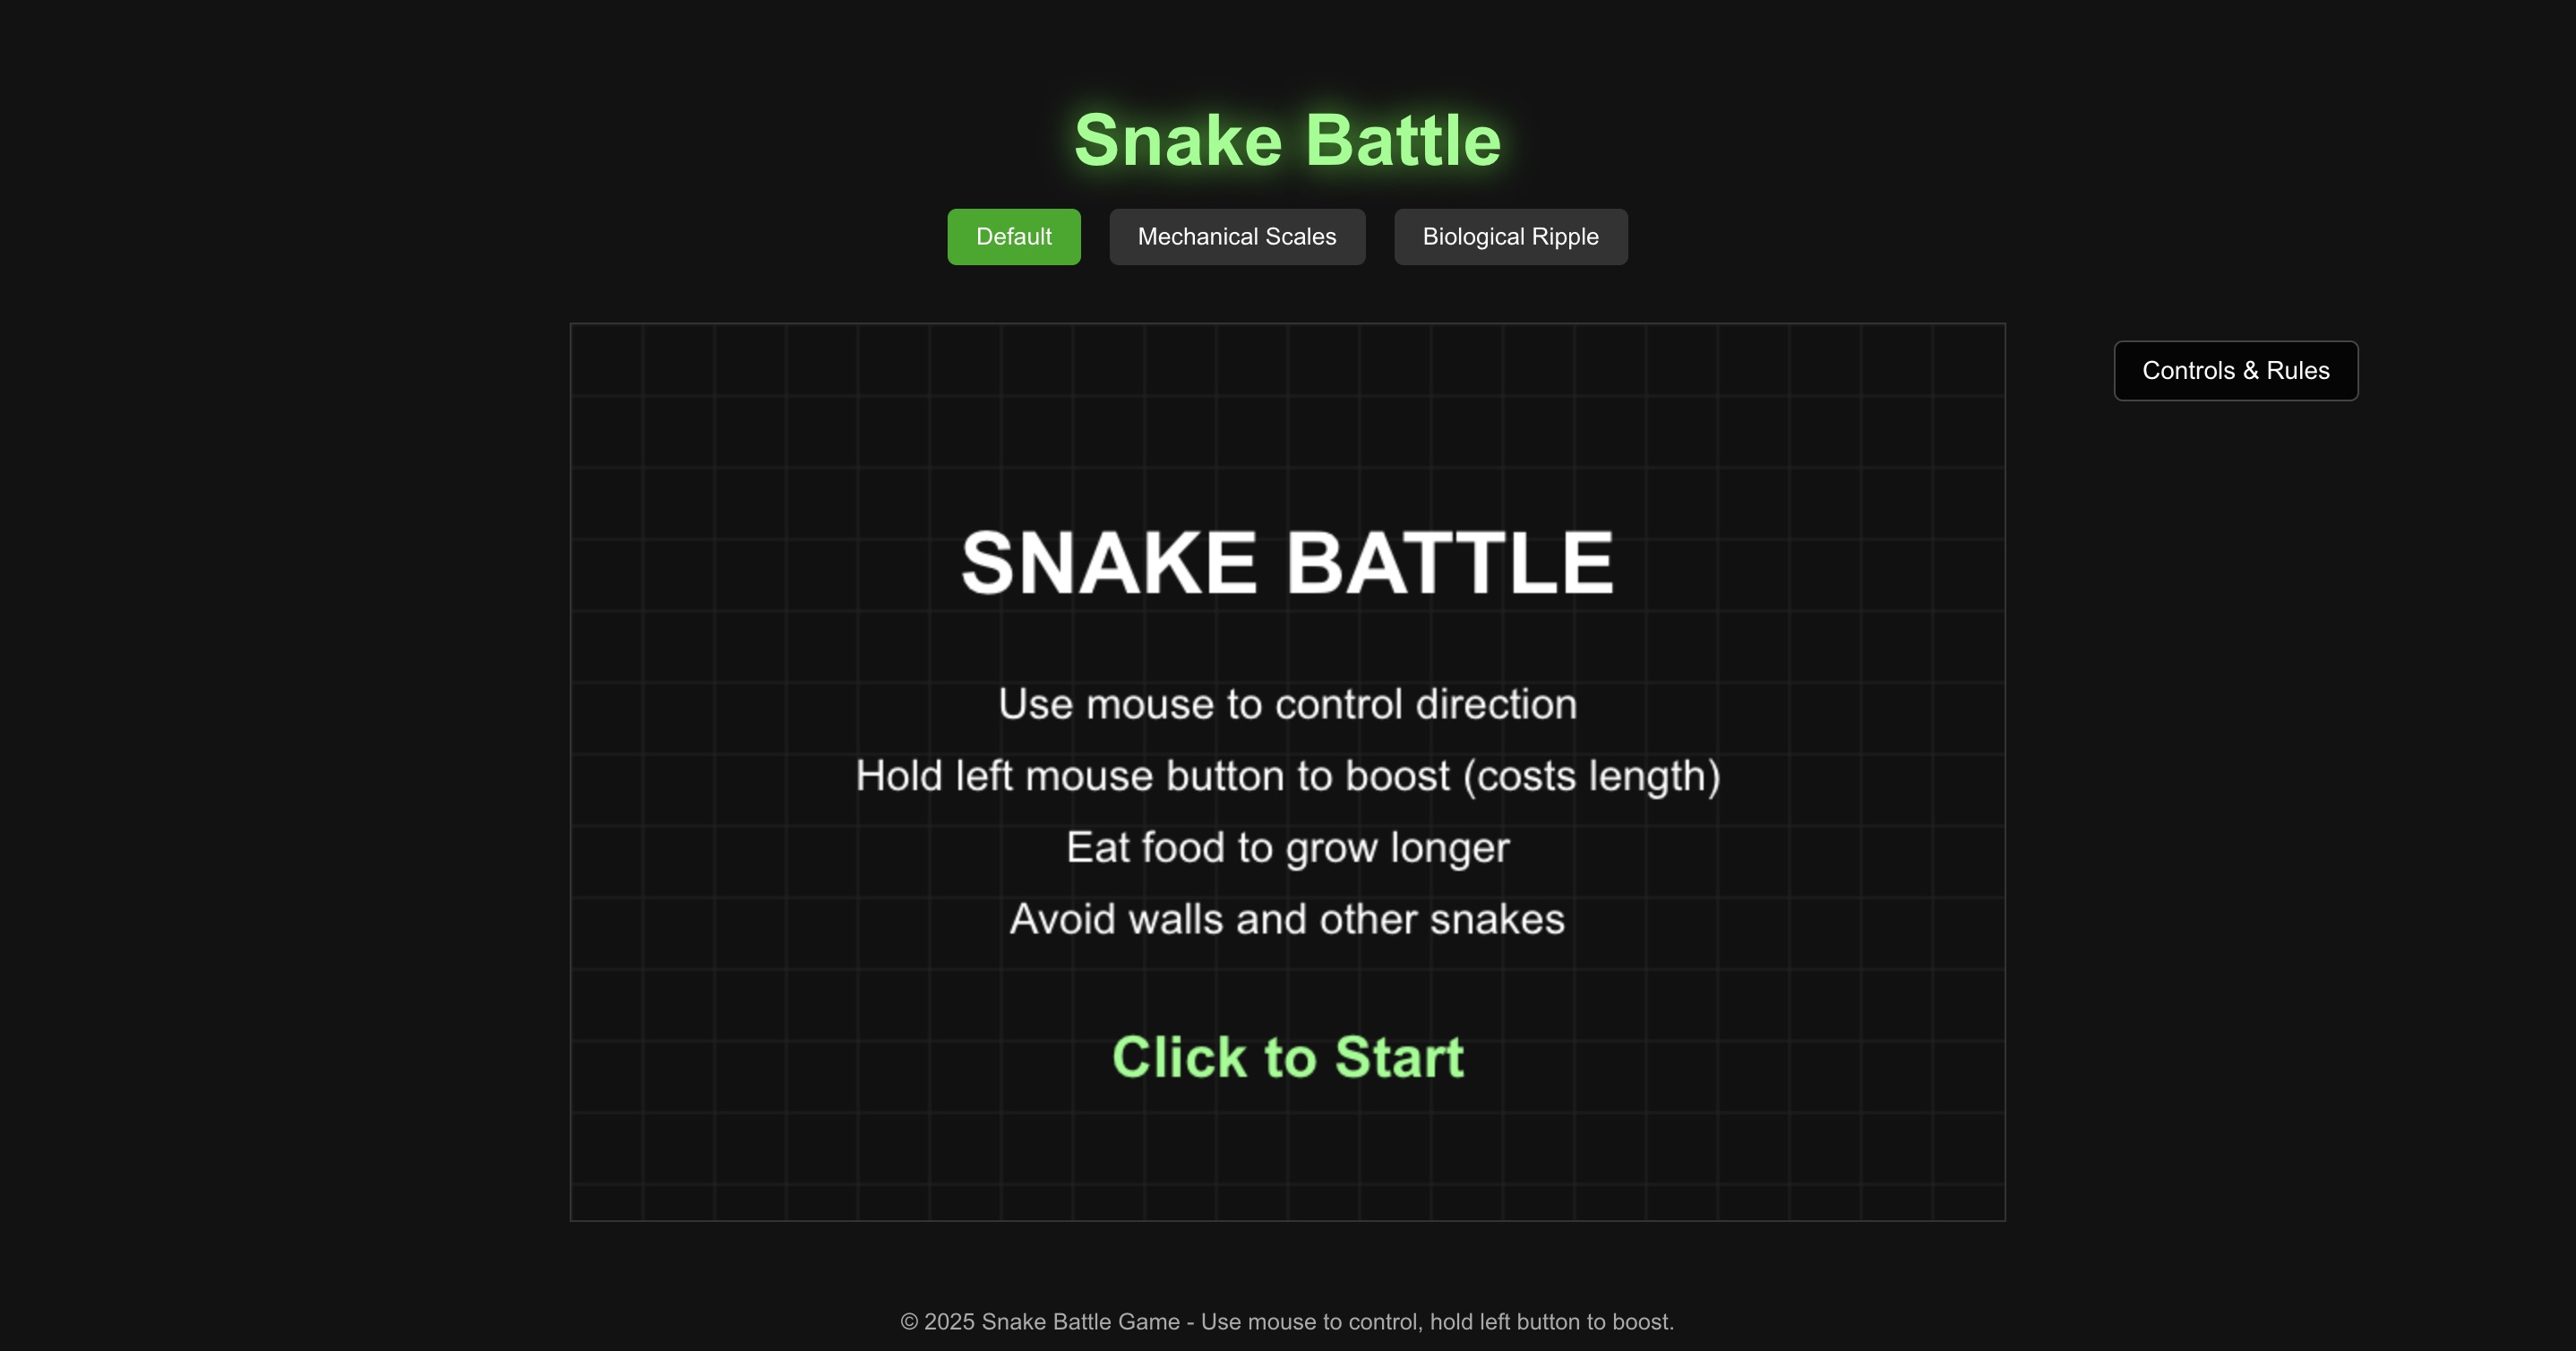 Snake Battle
Default
Mechanical Scales
Biological Ripple
Controls & Rules
SNAKE BATTLE
Use mouse to control direction
Hold left mouse button to boost (costs length)
Eat food to grow longer
Avoid walls and other snakes
Click to Start
© 2025 Snake Battle Game - Use mouse to control, hold left button to boost.